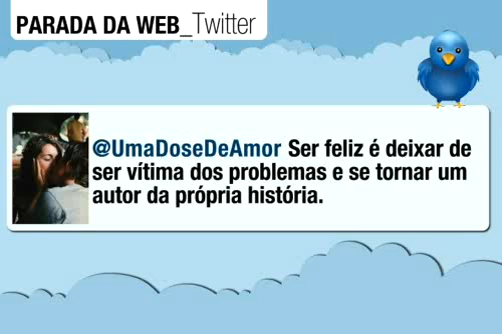 PARADA DA WEB_Twitter
@UmaDoseDeAmor Ser feliz é deixar de
ser vítima dos problemas e se tornar um
autor da própria história.